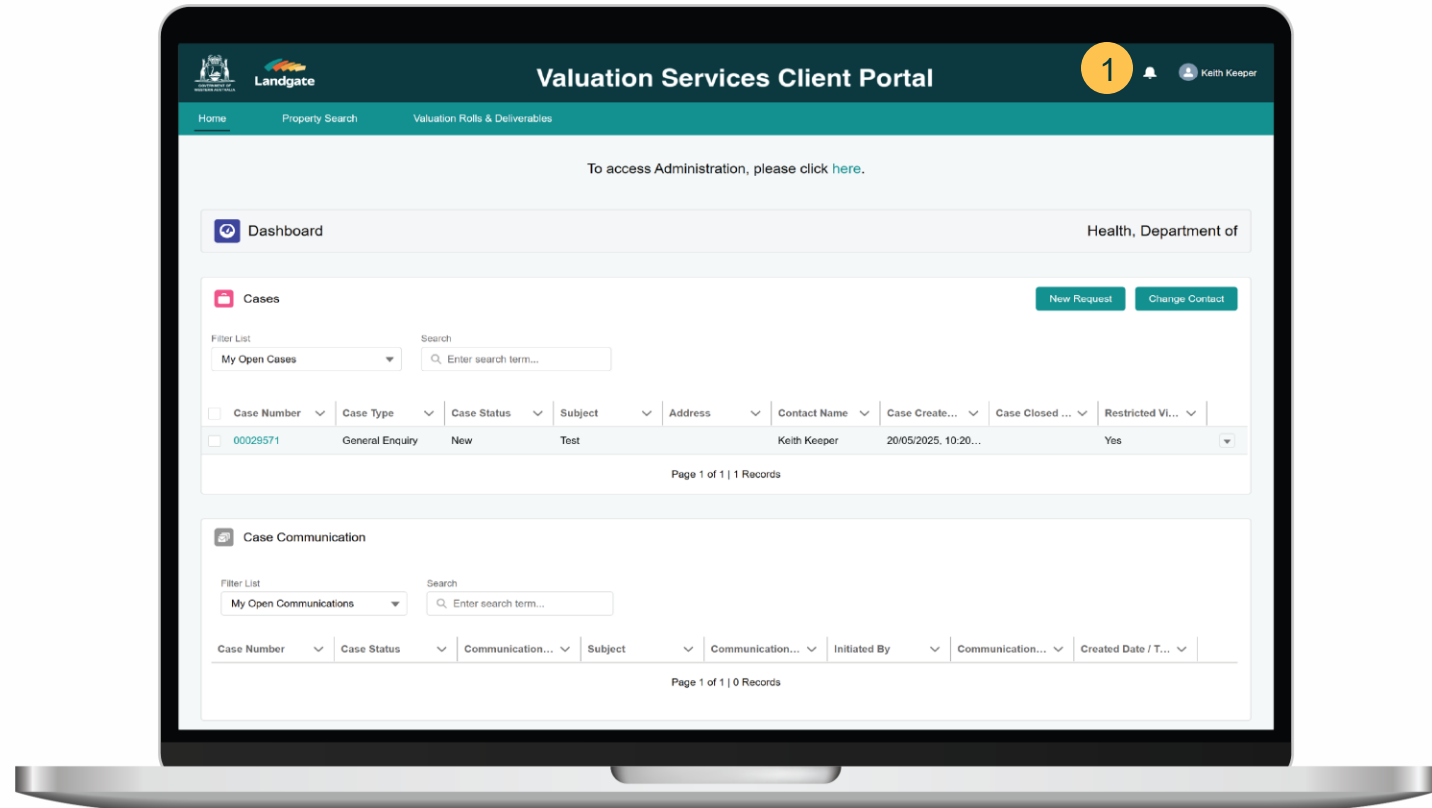 GOVERNMENT OF
WESTERN AUSTRALIA
Landgate
Valuation Services Client Portal
1
Keith Keeper
Home Property Search Valuation Rolls & Deliverables
To access Administration, please click here.
Dashboard Health, Department of
Cases New Request Change Contact
Filter List Search
My Open Cases Enter search term...
Case Number Case Type Case Status Subject Address Contact Name Case Create... Case Closed ... Restricted Vi...
00029571 General Enquiry New Test Keith Keeper 20/05/2025, 10:20... Yes
Page 1 of 1 | 1 Records
Case Communication
Filter List Search
My Open Communications Enter search term...
Case Number Case Status Communication... Subject Communication... Initiated By Communication... Created Date / T...
Page 1 of 1 | 0 Records